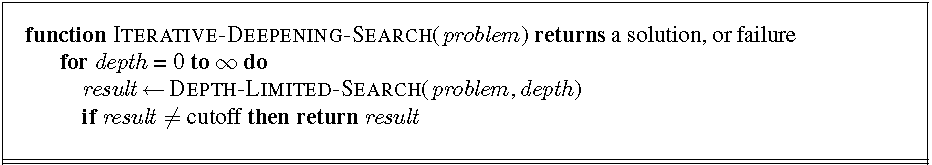 function ITERATIVE-DEEPENING-SEARCH(problem) returns a solution, or failure
for depth = 0 to ∞ do
result ← DEPTH-LIMITED-SEARCH(problem, depth)
if result ≠ cutoff then return result